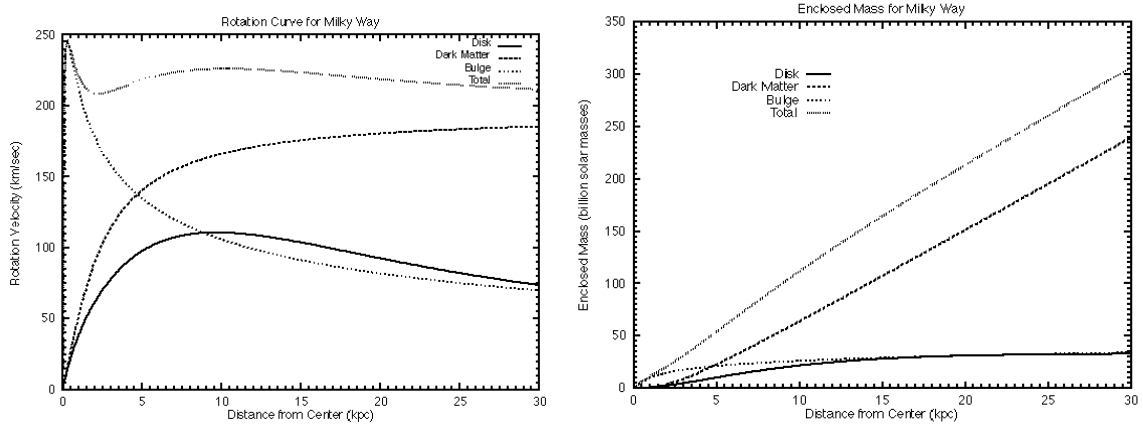 Rotation Curve for Milky Way
250
200
150
100
50
0
Rotation Velocity (km/sec)
Disk
Dark Matter
Bulge
Total
0 5 10 15 20 25 30
Distance from Center (kpc)
Enclosed Mass for Milky Way
350
300
250
200
150
100
50
0
Enclosed Mass (billion solar masses)
Disk
Dark Matter
Bulge
Total
0 5 10 15 20 25 30
Distance from Center (kpc)